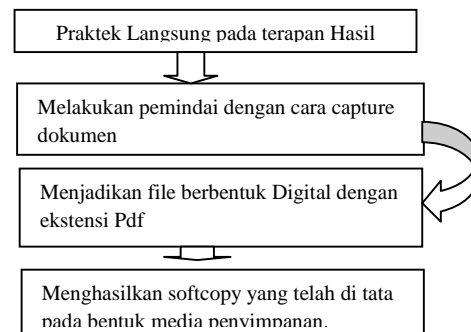 Praktek Langsung pada terapan Hasil
Melakukan pemindai dengan cara capture
dokumen
Menjadikan file berbentuk Digital dengan
ekstensi Pdf
Menghasilkan softcopy yang telah di tata
pada bentuk media penyimpanan.